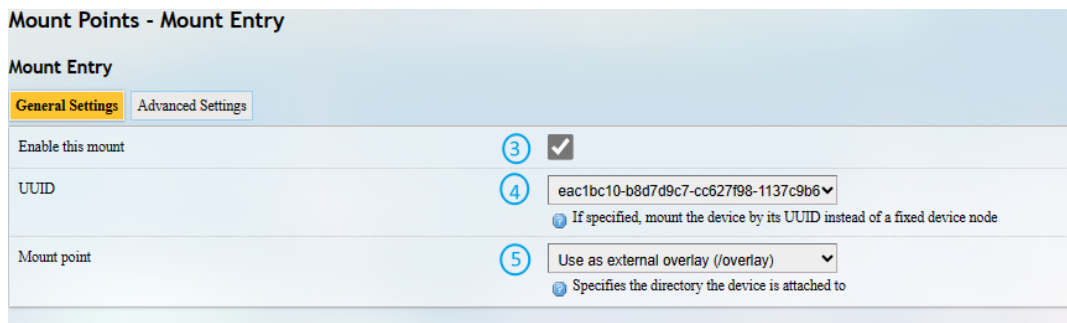 Mount Points - Mount Entry
Mount Entry
General Settings Advanced Settings
Enable this mount 3
UUID 4 eac1bc10-b8d7d9c7-cc627f98-1137c9b6
If specified, mount the device by its UUID instead of a fixed device node
Mount point 5 Use as external overlay (/overlay)
Specifies the directory the device is attached to